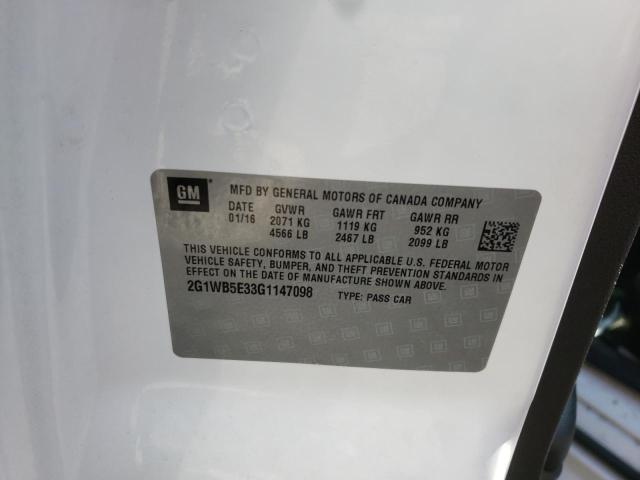 GM MFD BY GENERAL MOTORS OF CANADA COMPANY
DATE GVWR GAWR FRT GAWR RR
01/16 2071 KG 1119 KG 952 KG
4566 LB 2467 LB 2099 LB
THIS VEHICLE CONFORMS TO ALL APPLICABLE U.S. FEDERAL MOTOR
VEHICLE SAFETY, BUMPER, AND THEFT PREVENTION STANDARDS IN
EFFECT ON THE DATE OF MANUFACTURE SHOWN ABOVE.
2G1WB5E33G1147098 TYPE: PASS CAR